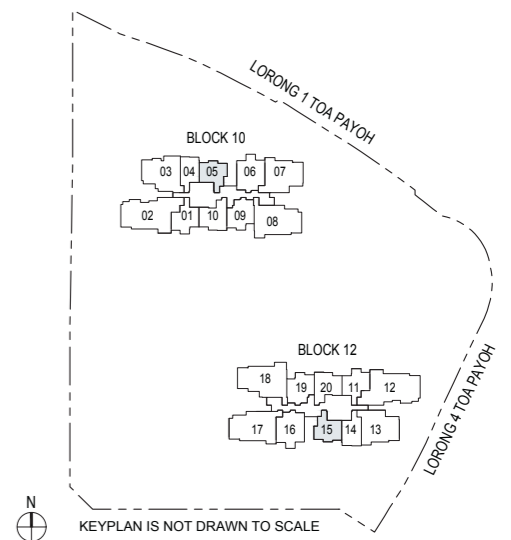 LORONG 1 TOA PAYOH
BLOCK 10
03 04 05 06 07
02 01 10 09 08
BLOCK 12
18 19 20 11 12
17 16 15 14 13
LORONG 4 TOA PAYOH
N
KEYPLAN IS NOT DRAWN TO SCALE